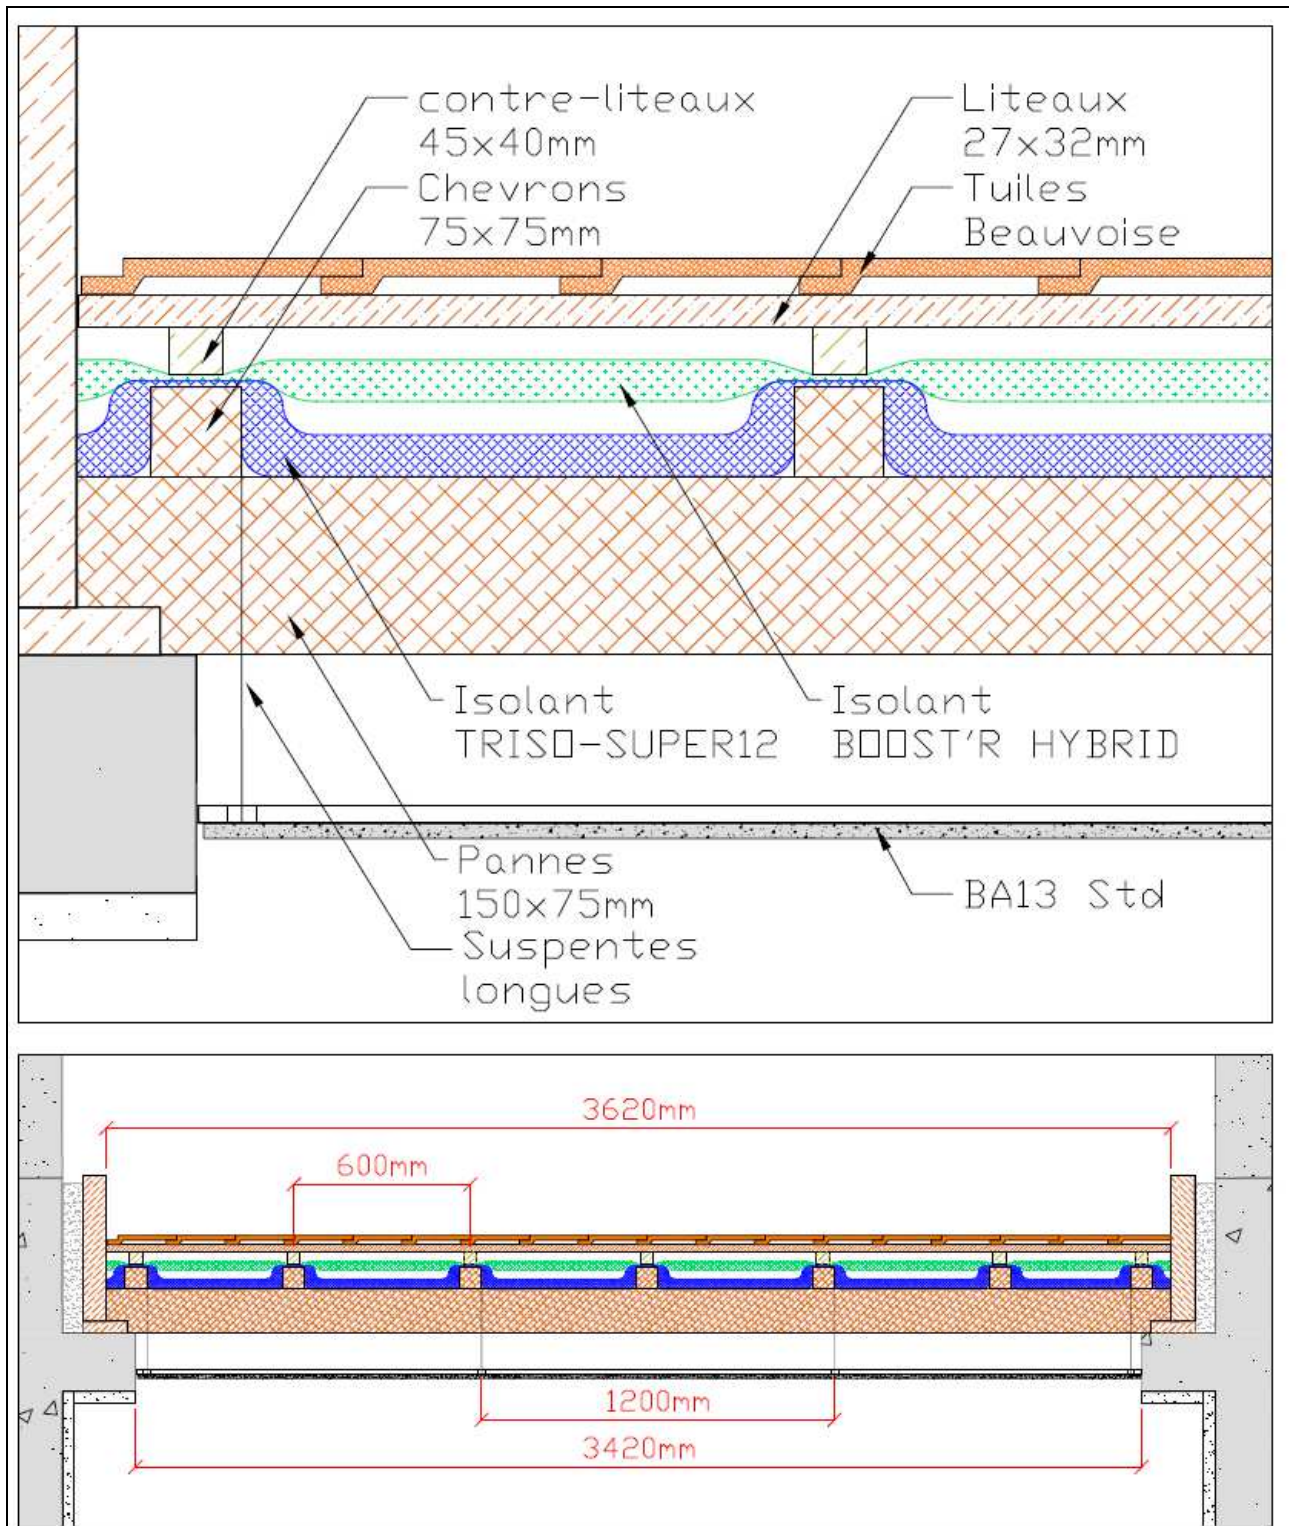 contre-liteaux
45x40mm
Chevrons
75x75mm
Liteaux
27x32mm
Tuiles
Beauvoise
Isolant
TRISO-SUPER12
Isolant
BOOST'R HYBRID
Pannes
150x75mm
Suspentes
longues
BA13 Std
3620mm
600mm
1200mm
3420mm